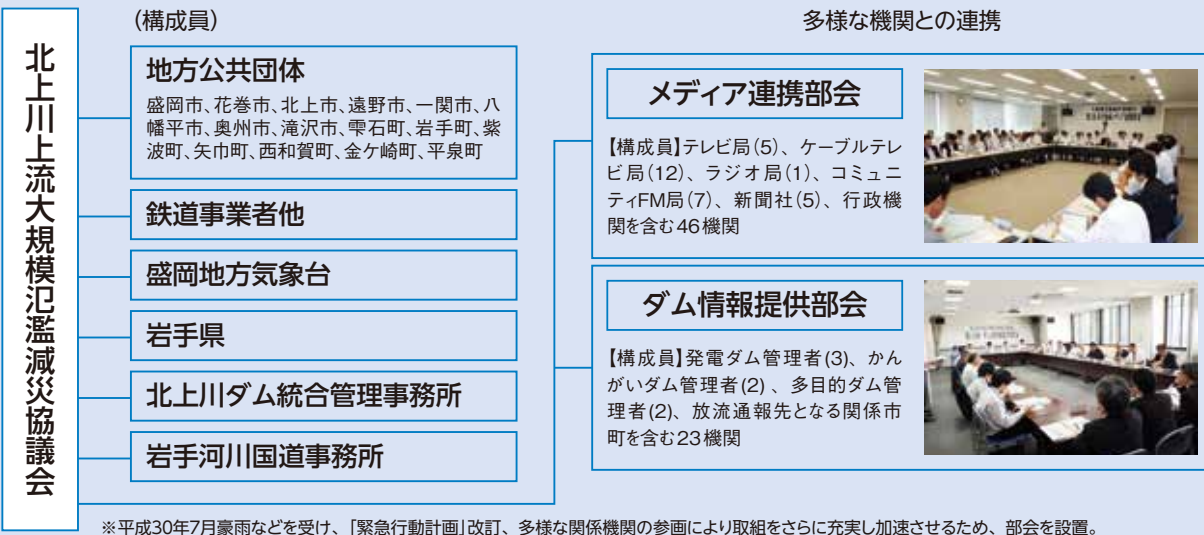 北上川上流大規模氾濫減災協議会
(構成員)
地方公共団体
盛岡市、花巻市、北上市、遠野市、一関市、八
幡平市、奥州市、滝沢市、雫石町、岩手町、紫
波町、矢巾町、西和賀町、金ケ崎町、平泉町
鉄道事業者他
盛岡地方気象台
岩手県
北上川ダム統合管理事務所
岩手河川国道事務所
多様な機関との連携
メディア連携部会
【構成員】テレビ局(5)、ケーブルテレ
ビ局(12)、ラジオ局(1)、コミュニ
ティFM局(7)、新聞社(5)、行政機
関を含む46機関
ダム情報提供部会
【構成員】発電ダム管理者(3)、かん
がいダム管理者(2)、多目的ダム管
理者(2)、放流通報先となる関係市
町を含む23機関
※平成30年7月豪雨などを受け、「緊急行動計画」改訂、多様な関係機関の参画により取組をさらに充実し加速させるため、部会を設置。